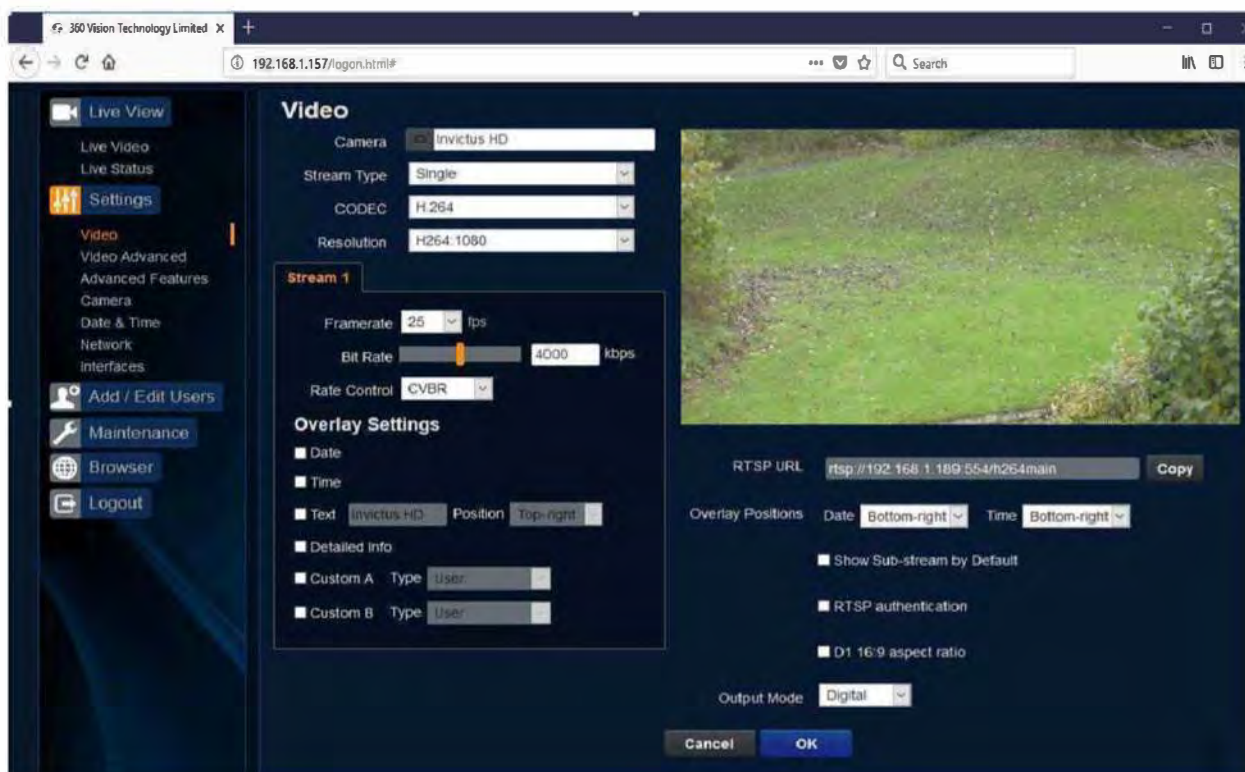 360 Vision Technology Limited X +
192.168.1.157/logon.html#
Search
Live View
Live Video
Live Status
Settings
Video
Video Advanced
Advanced Features
Camera
Date & Time
Network
Interfaces
Add / Edit Users
Maintenance
Browser
Logout
Video
Camera Invictus HD
Stream Type Single
CODEC H.264
Resolution H264:1080
Stream 1
Framerate 25 fps
Bit Rate 4000 kbps
Rate Control CVBR
Overlay Settings
Date
Time
Text Invictus HD Position Top-right
Detailed Info
Custom A Type User
Custom B Type User
RTSP URL rtsp://192.168.1.189:554/h264main Copy
Overlay Positions Date Bottom-right Time Bottom-right
Show Sub-stream by Default
RTSP authentication
D1 16:9 aspect ratio
Output Mode Digital
Cancel OK